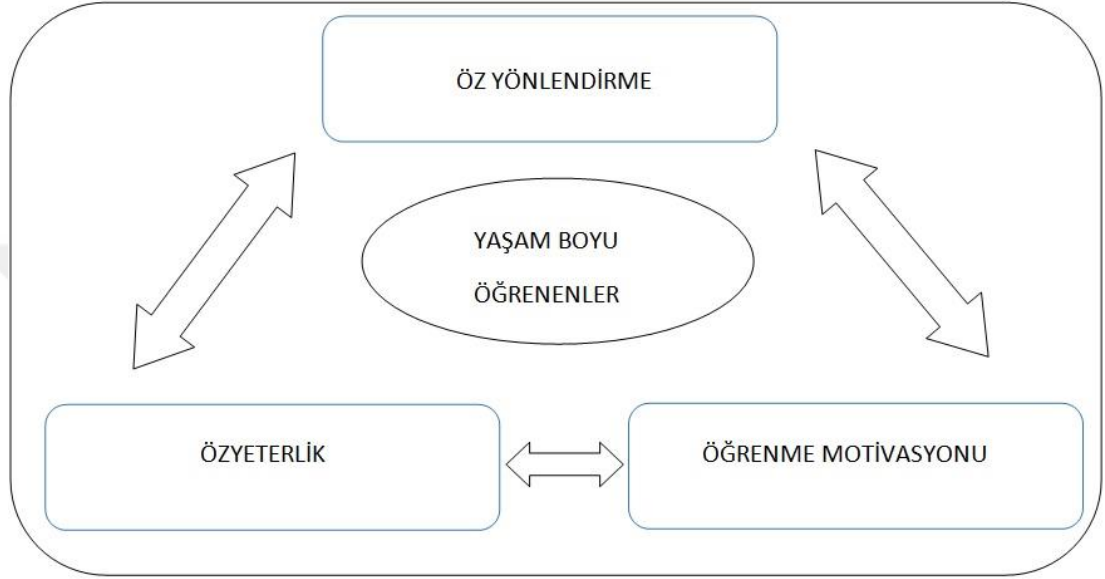 ÖZ YÖNLENDİRME
YAŞAM BOYU
ÖĞRENENLER
ÖZYETERLİK
ÖĞRENME MOTİVASYONU